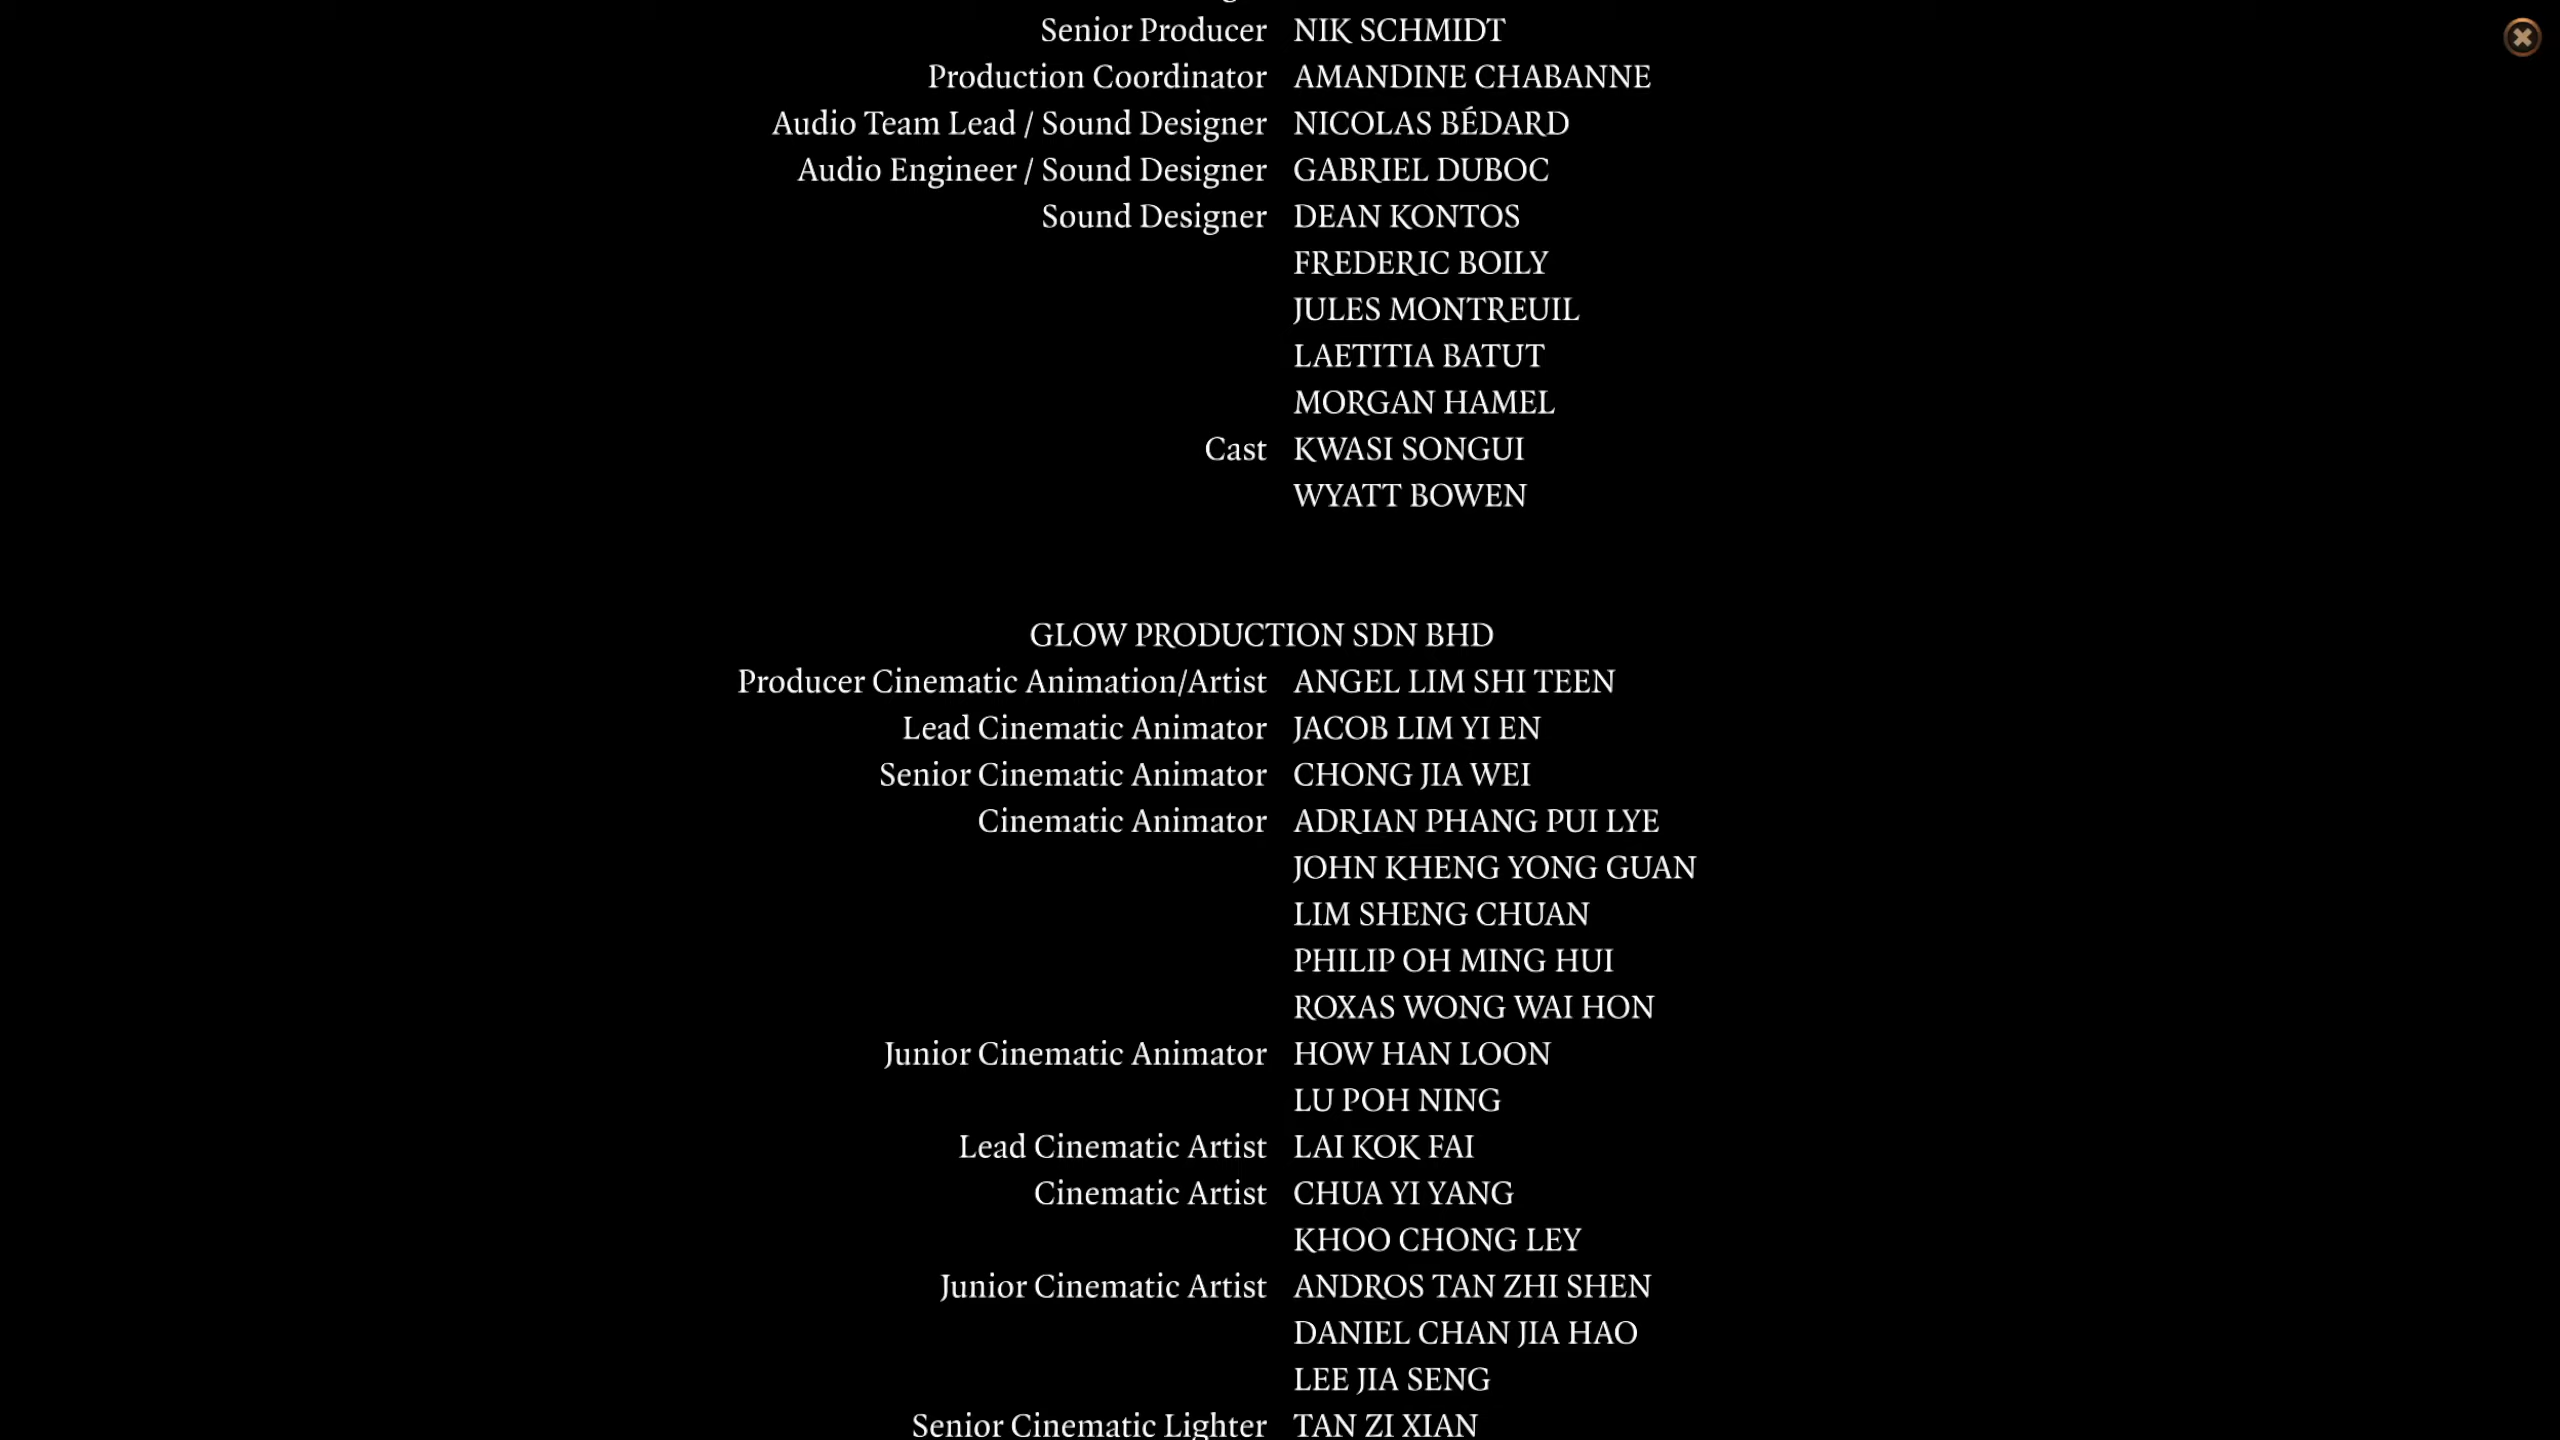 Senior Producer NIK SCHMIDT
Production Coordinator AMANDINE CHABANNE
Audio Team Lead / Sound Designer NICOLAS BÉDARD
Audio Engineer / Sound Designer GABRIEL DUBOC
Sound Designer DEAN KONTOS
FREDERIC BOILY
JULES MONTREUIL
LAETITIA BATUT
MORGAN HAMEL
Cast KWASI SONGUI
WYATT BOWEN
GLOW PRODUCTION SDN BHD
Producer Cinematic Animation/Artist ANGEL LIM SHI TEEN
Lead Cinematic Animator JACOB LIM YI EN
Senior Cinematic Animator CHONG JIA WEI
Cinematic Animator ADRIAN PHANG PUI LYE
JOHN KHENG YONG GUAN
LIM SHENG CHUAN
PHILIP OH MING HUI
ROXAS WONG WAI HON
Junior Cinematic Animator HOW HAN LOON
LU POH NING
Lead Cinematic Artist LAI KOK FAI
Cinematic Artist CHUA YI YANG
KHOO CHONG LEY
Junior Cinematic Artist ANDROS TAN ZHI SHEN
DANIEL CHAN JIA HAO
LEE JIA SENG
Senior Cinematic Lighter TAN ZI XIAN